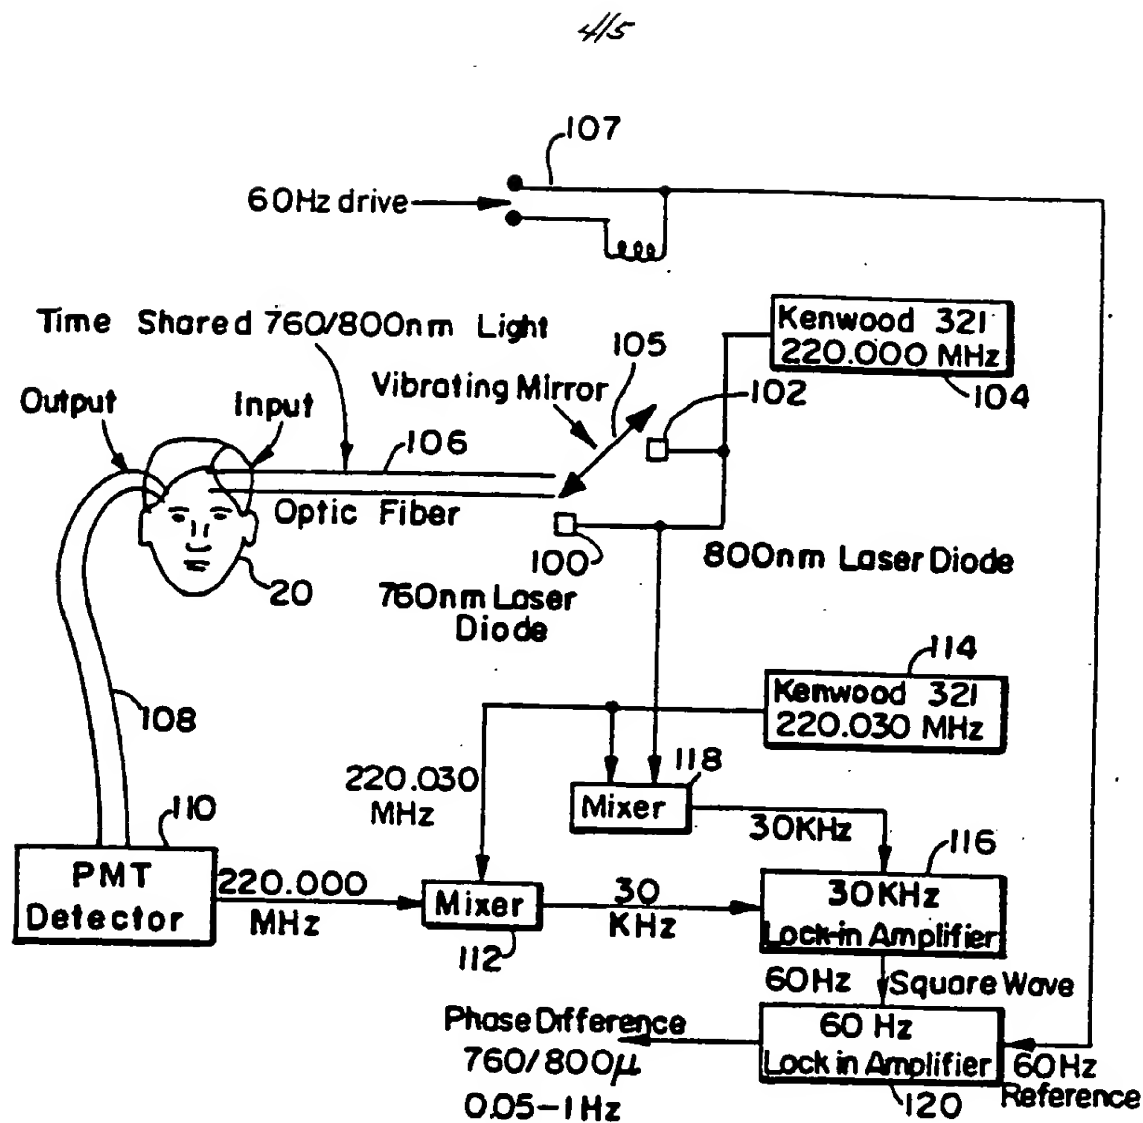 4/5
107
60Hz drive
Time Shared 760/800nm Light
Kenwood 321
220.000 MHz
104
105
Vibrating Mirror
102
Output
Input
106
Optic Fiber
100
800nm Laser Diode
20
760nm Laser
Diode
114
Kenwood 321
220.030 MHz
108
220.030
MHz
118
Mixer
30KHz
110
PMT
Detector
220.000
MHz
Mixer
112
30
KHz
116
30KHz
Lock-in Amplifier
60Hz Square Wave
Phase Difference
760/800μ
0.05-1Hz
60 Hz
Lock in Amplifier
120
60Hz
Reference